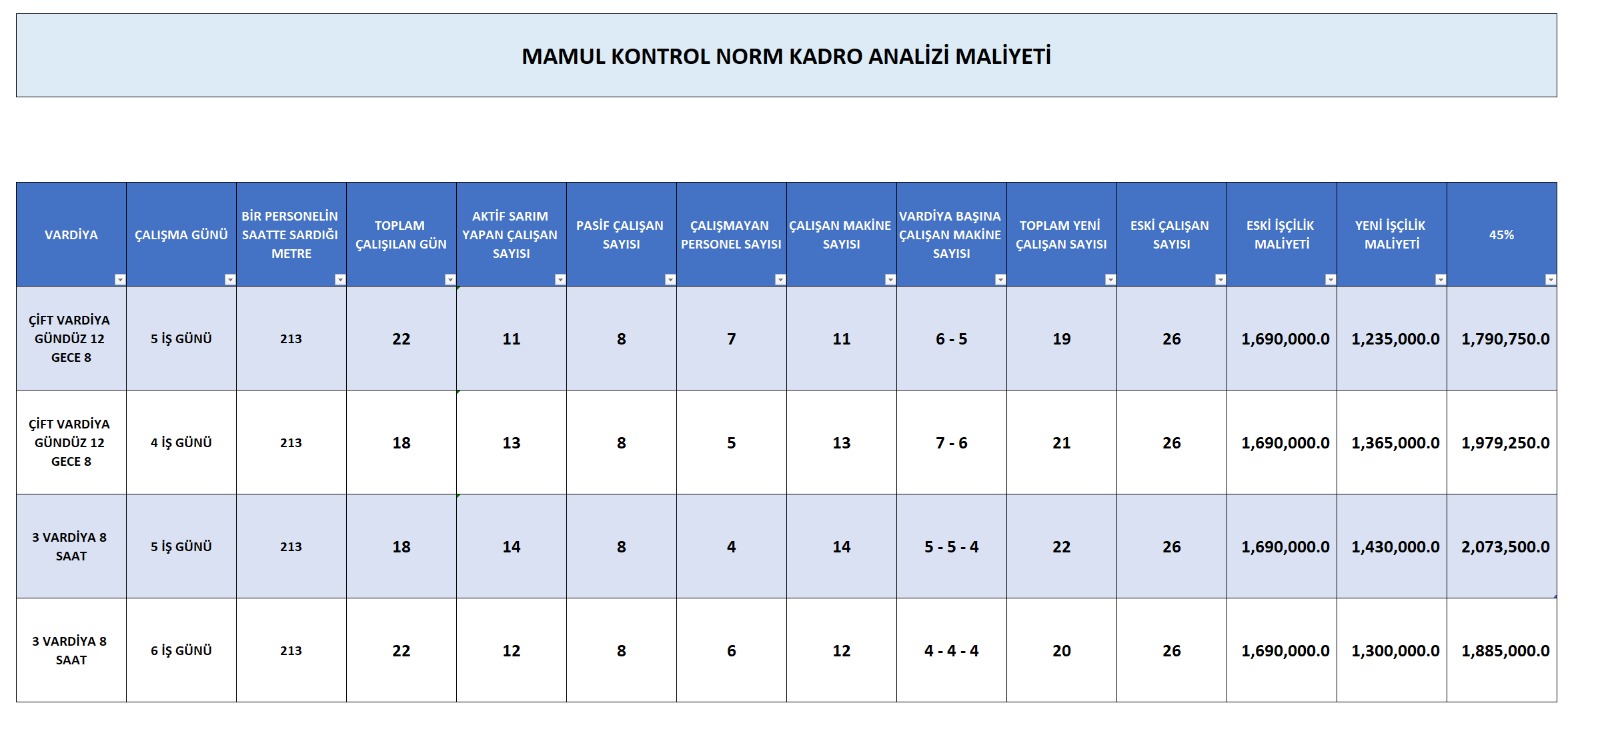 MAMUL KONTROL NORM KADRO ANALİZİ MALİYETİ
VARDİYA
ÇALIŞMA GÜNÜ
BİR PERSONELİN
SAATTE SARDIĞI
METRE
TOPLAM
ÇALIŞILAN GÜN
AKTİF SARIM
YAPAN ÇALIŞAN
SAYISI
PASİF ÇALIŞAN
SAYISI
ÇALIŞMAYAN
PERSONEL SAYISI
ÇALIŞAN MAKİNE
SAYISI
VARDİYA BAŞINA
ÇALIŞAN MAKİNE
SAYISI
TOPLAM YENİ
ÇALIŞAN SAYISI
ESKİ ÇALIŞAN
SAYISI
ESKİ İŞÇİLİK
MALİYETİ
YENİ İŞÇİLİK
MALİYETİ
45%
ÇİFT VARDİYA
GÜNDÜZ 12
GECE 8
5 İŞ GÜNÜ
213
22
11
8
7
11
6 - 5
19
26
1,690,000.0
1,235,000.0
1,790,750.0
ÇİFT VARDİYA
GÜNDÜZ 12
GECE 8
4 İŞ GÜNÜ
213
18
13
8
5
13
7 - 6
21
26
1,690,000.0
1,365,000.0
1,979,250.0
3 VARDİYA 8
SAAT
5 İŞ GÜNÜ
213
18
14
8
4
14
5 - 5 - 4
22
26
1,690,000.0
1,430,000.0
2,073,500.0
3 VARDİYA 8
SAAT
6 İŞ GÜNÜ
213
22
12
8
6
12
4 - 4 - 4
20
26
1,690,000.0
1,300,000.0
1,885,000.0